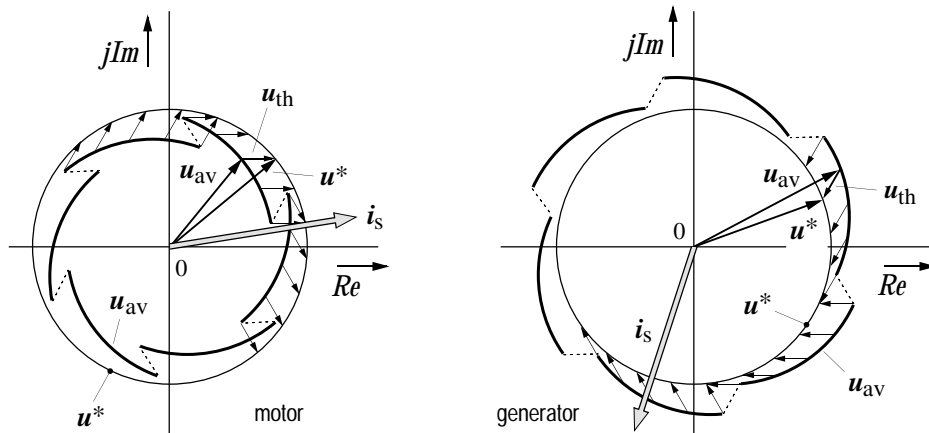 jIm
u_th
u_av
u*
i_s
0
Re
u_av
u*
motor
jIm
u_av
u_th
0
u*
Re
u*
i_s
u_av
generator